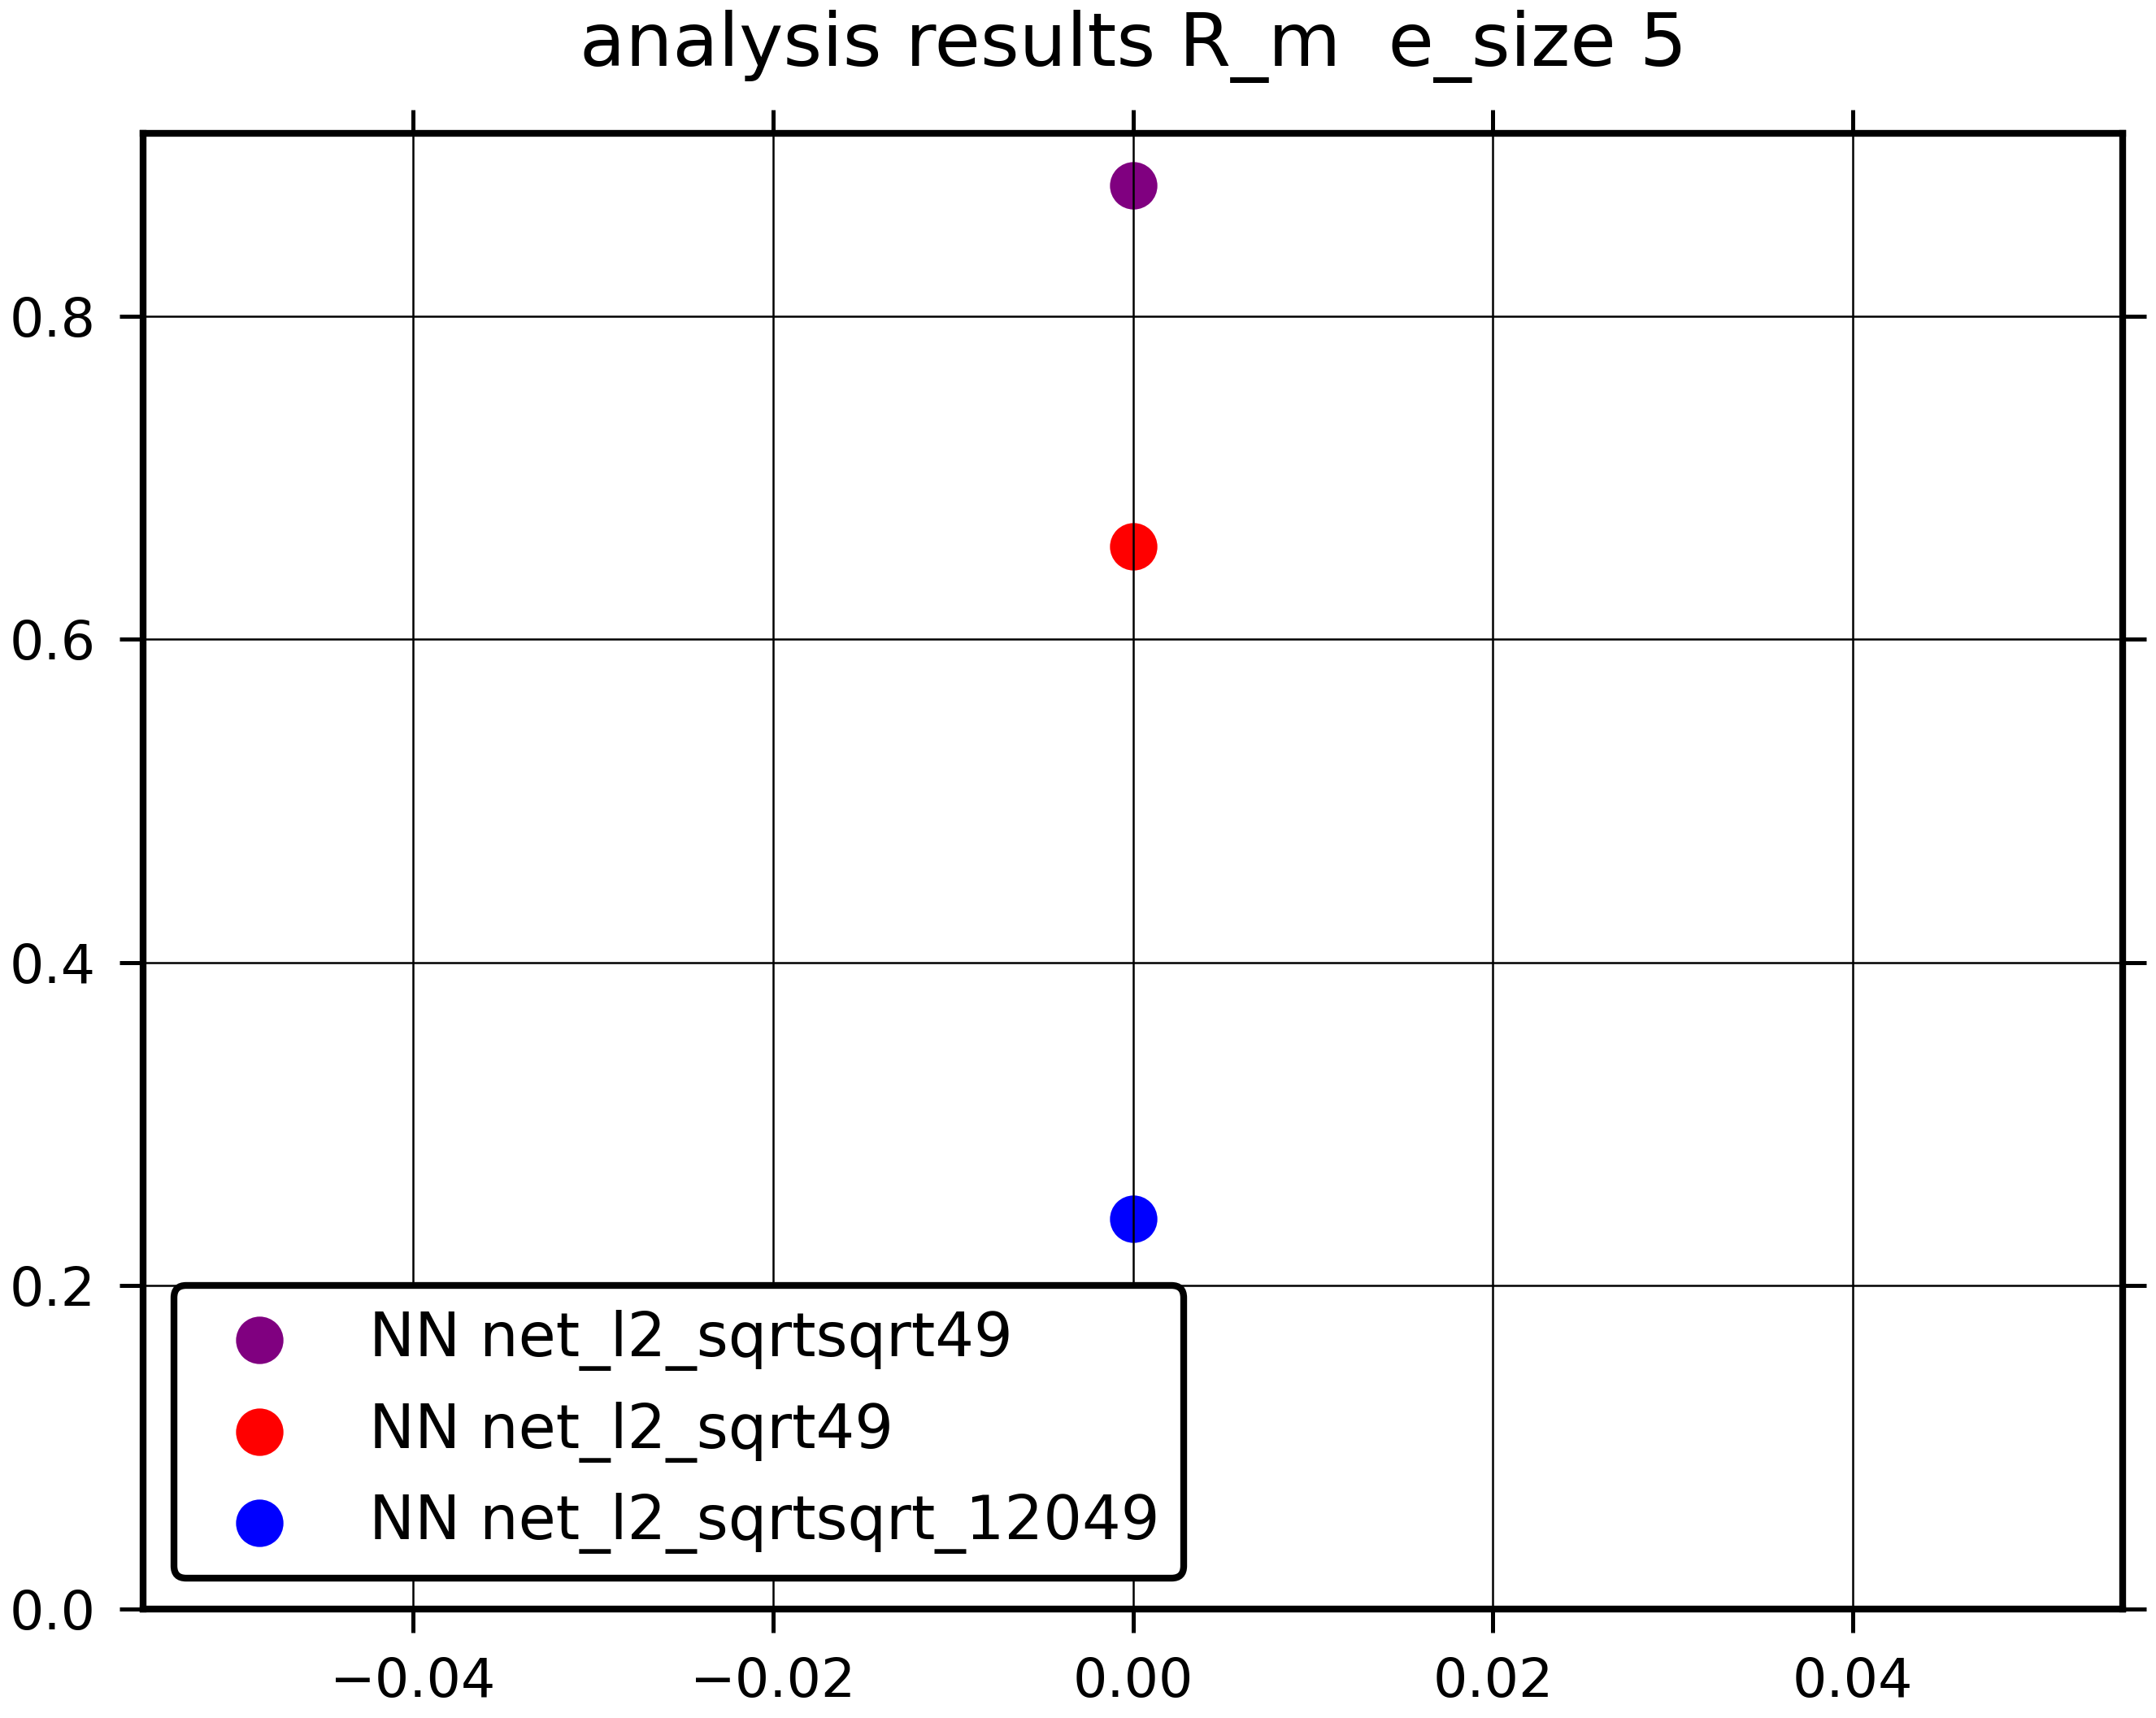 analysis results R_m  e_size 5
0.8
0.6
0.4
0.2
0.0
NN net_l2_sqrtsqrt49
NN net_l2_sqrt49
NN net_l2_sqrtsqrt_12049
−0.04 −0.02 0.00 0.02 0.04